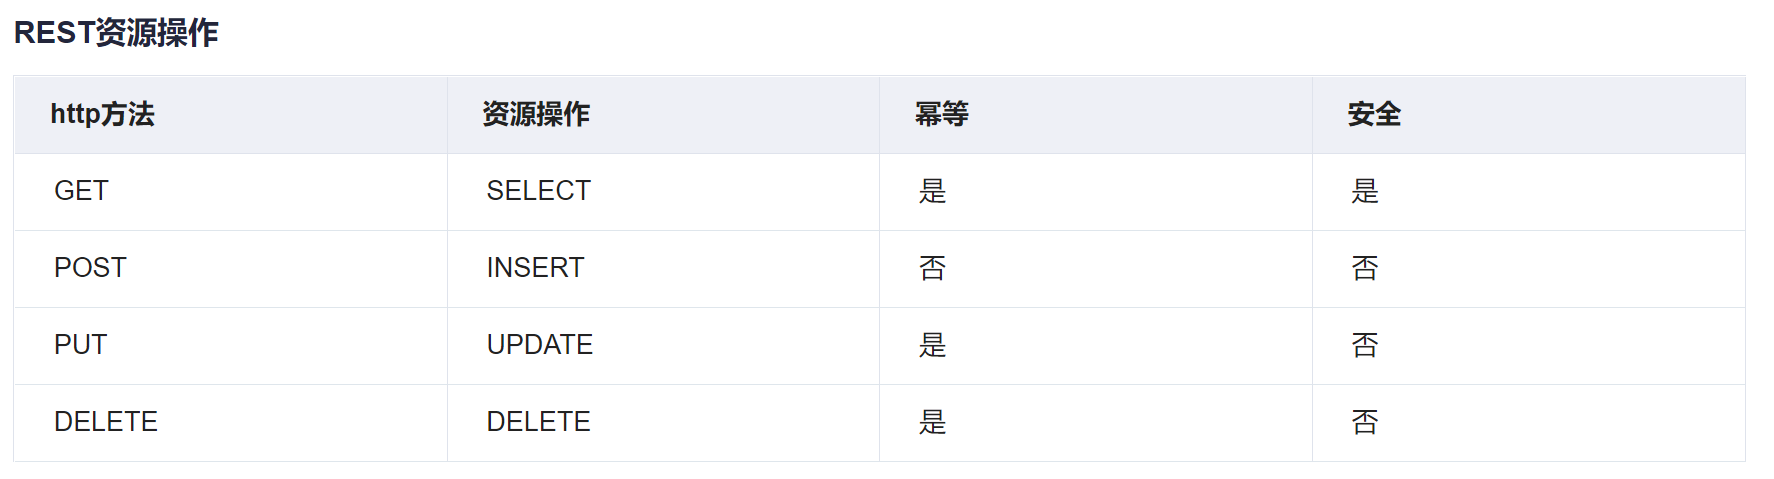 REST资源操作
http方法 资源操作 幂等 安全
GET SELECT 是 是
POST INSERT 否 否
PUT UPDATE 是 否
DELETE DELETE 是 否